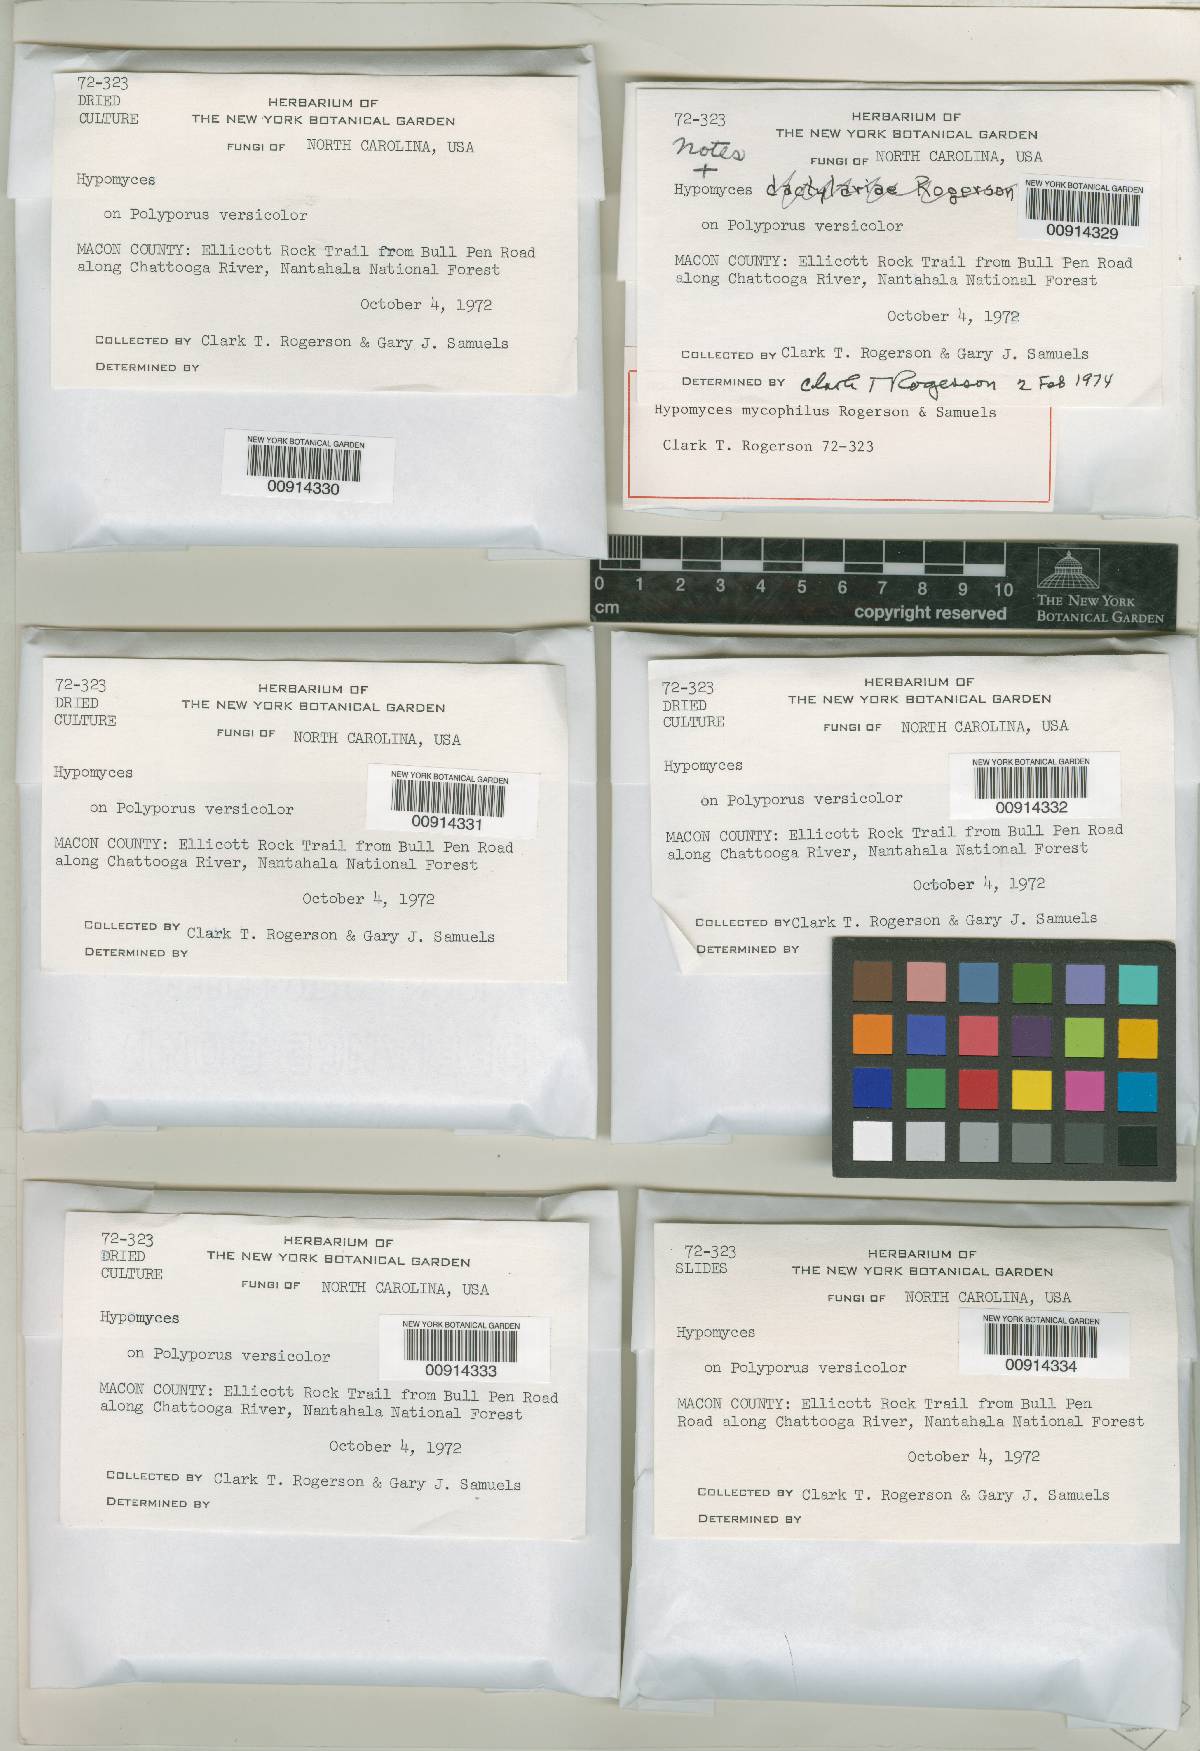 72-323
DRIED
CULTURE
HERBARIUM OF
THE NEW YORK BOTANICAL GARDEN
FUNGI OF NORTH CAROLINA, USA
Hypomyces
on Polyporus versicolor
MACON COUNTY: Ellicott Rock Trail from Bull Pen Road
along Chattooga River, Nantahala National Forest
October 4, 1972
COLLECTED BY Clark T. Rogerson & Gary J. Samuels
DETERMINED BY
NEW YORK BOTANICAL GARDEN
00914330
72-323
Notes
+
HERBARIUM OF
THE NEW YORK BOTANICAL GARDEN
FUNGI OF NORTH CAROLINA, USA
Hypomyces dactylariae Rogerson
NEW YORK BOTANICAL GARDEN
00914329
on Polyporus versicolor
MACON COUNTY: Ellicott Rock Trail from Bull Pen Road
along Chattooga River, Nantahala National Forest
October 4, 1972
COLLECTED BY Clark T. Rogerson & Gary J. Samuels
DETERMINED BY Clark T Rogerson 2 Feb 1974
Hypomyces mycophilus Rogerson & Samuels
Clark T. Rogerson 72-323
0 1 2 3 4 5 6 7 8 9 10
cm
copyright reserved
THE NEW YORK
BOTANICAL GARDEN
72-323
DRIED
CULTURE
HERBARIUM OF
THE NEW YORK BOTANICAL GARDEN
FUNGI OF NORTH CAROLINA, USA
Hypomyces
NEW YORK BOTANICAL GARDEN
00914331
on Polyporus versicolor
MACON COUNTY: Ellicott Rock Trail from Bull Pen Road
along Chattooga River, Nantahala National Forest
October 4, 1972
COLLECTED BY Clark T. Rogerson & Gary J. Samuels
DETERMINED BY
72-323
DRIED
CULTURE
HERBARIUM OF
THE NEW YORK BOTANICAL GARDEN
FUNGI OF NORTH CAROLINA, USA
Hypomyces
NEW YORK BOTANICAL GARDEN
00914332
on Polyporus versicolor
MACON COUNTY: Ellicott Rock Trail from Bull Pen Road
along Chattooga River, Nantahala National Forest
October 4, 1972
COLLECTED BY Clark T. Rogerson & Gary J. Samuels
DETERMINED BY
72-323
DRIED
CULTURE
HERBARIUM OF
THE NEW YORK BOTANICAL GARDEN
FUNGI OF NORTH CAROLINA, USA
Hypomyces
NEW YORK BOTANICAL GARDEN
00914333
on Polyporus versicolor
MACON COUNTY: Ellicott Rock Trail from Bull Pen Road
along Chattooga River, Nantahala National Forest
October 4, 1972
COLLECTED BY Clark T. Rogerson & Gary J. Samuels
DETERMINED BY
72-323
SLIDES
HERBARIUM OF
THE NEW YORK BOTANICAL GARDEN
FUNGI OF NORTH CAROLINA, USA
Hypomyces
NEW YORK BOTANICAL GARDEN
00914334
on Polyporus versicolor
MACON COUNTY: Ellicott Rock Trail from Bull Pen
Road along Chattooga River, Nantahala National Forest
October 4, 1972
COLLECTED BY Clark T. Rogerson & Gary J. Samuels
DETERMINED BY